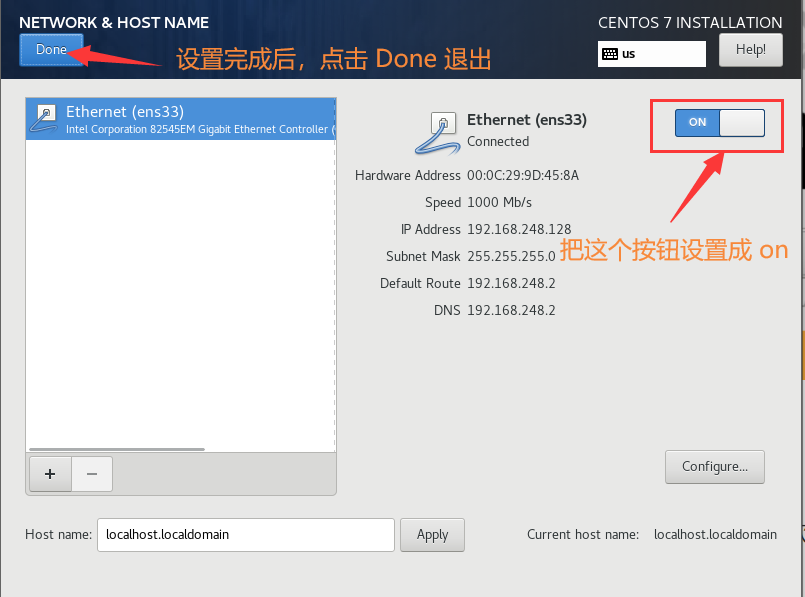 NETWORK & HOST NAME
CENTOS 7 INSTALLATION
Done
设置完成后，点击 Done 退出
us
Help!
Ethernet (ens33)
Intel Corporation 82545EM Gigabit Ethernet Controller (
Ethernet (ens33)
Connected
ON
Hardware Address 00:0C:29:9D:45:8A
Speed 1000 Mb/s
IP Address 192.168.248.128
Subnet Mask 255.255.255.0
把这个按钮设置成 on
Default Route 192.168.248.2
DNS 192.168.248.2
+ −
Configure...
Host name: localhost.localdomain Apply Current host name: localhost.localdomain